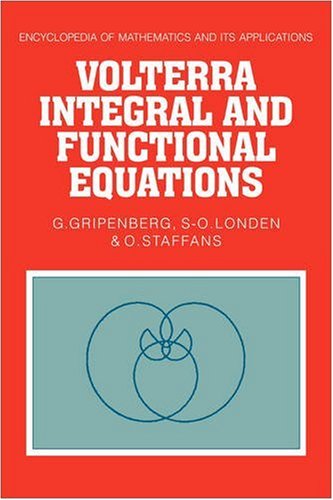 ENCYCLOPEDIA OF MATHEMATICS AND ITS APPLICATIONS
VOLTERRA
INTEGRAL AND
FUNCTIONAL
EQUATIONS
G.GRIPENBERG, S-O.LONDEN
& O.STAFFANS